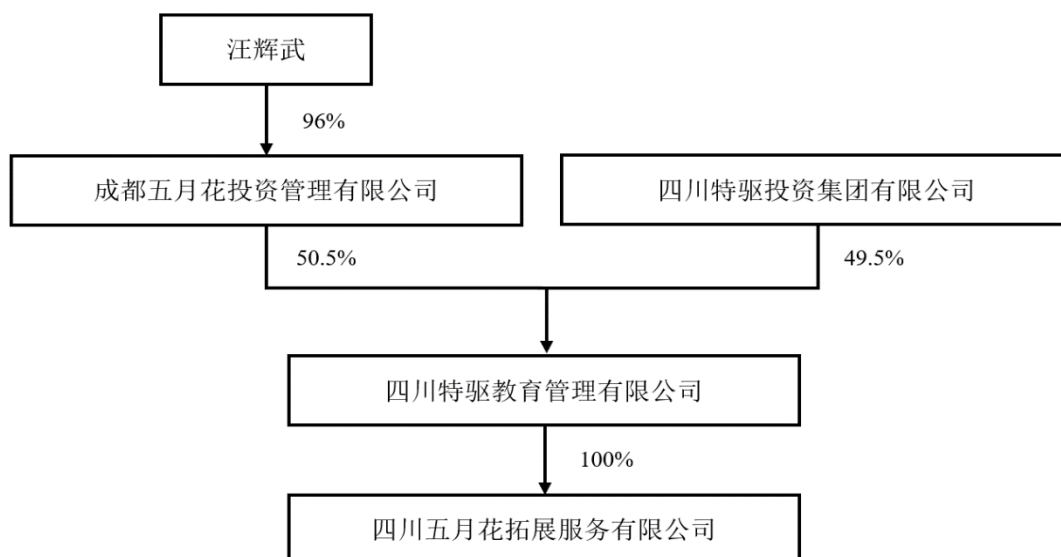 汪辉武
96%
成都五月花投资管理有限公司
四川特驱投资集团有限公司
50.5%
49.5%
四川特驱教育管理有限公司
100%
四川五月花拓展服务有限公司